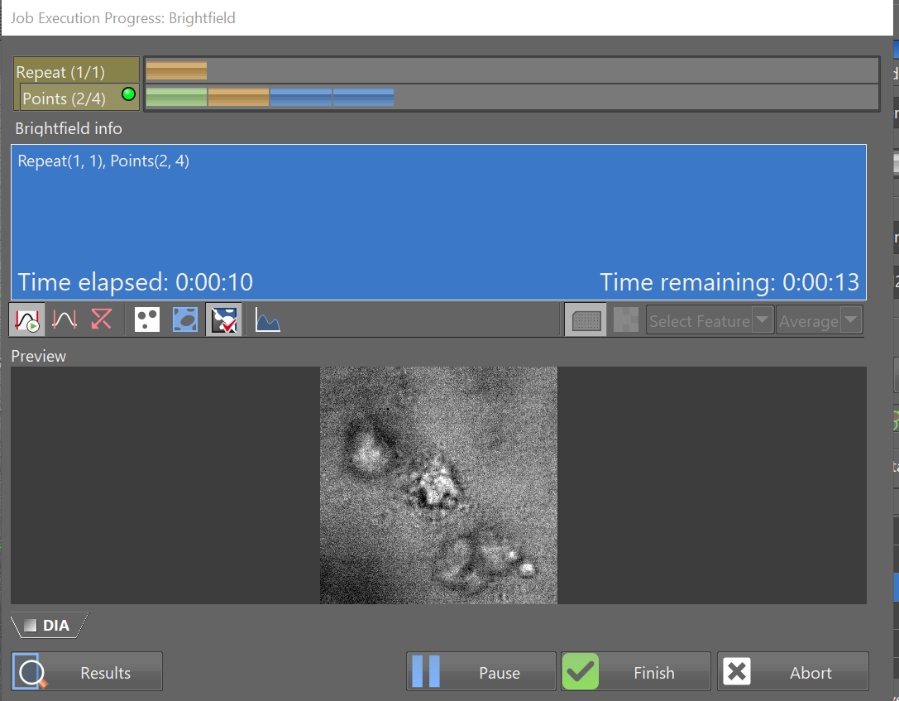 Job Execution Progress: Brightfield
Repeat (1/1)
Points (2/4)
Brightfield info
Repeat(1, 1), Points(2, 4)
Time elapsed: 0:00:10 Time remaining: 0:00:13
Select Feature Average
Preview
DIA
Results Pause Finish Abort